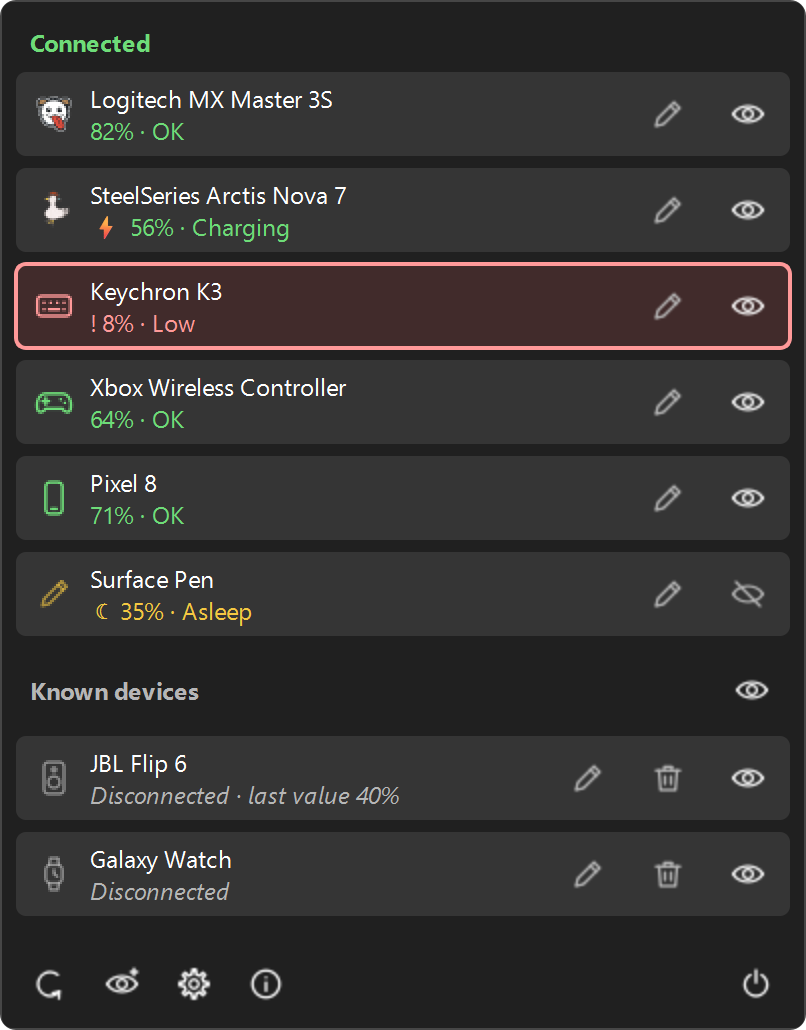 Connected
Logitech MX Master 3S
82% · OK
SteelSeries Arctis Nova 7
56% · Charging
Keychron K3
! 8% · Low
Xbox Wireless Controller
64% · OK
Pixel 8
71% · OK
Surface Pen
☾ 35% · Asleep
Known devices
JBL Flip 6
Disconnected · last value 40%
Galaxy Watch
Disconnected